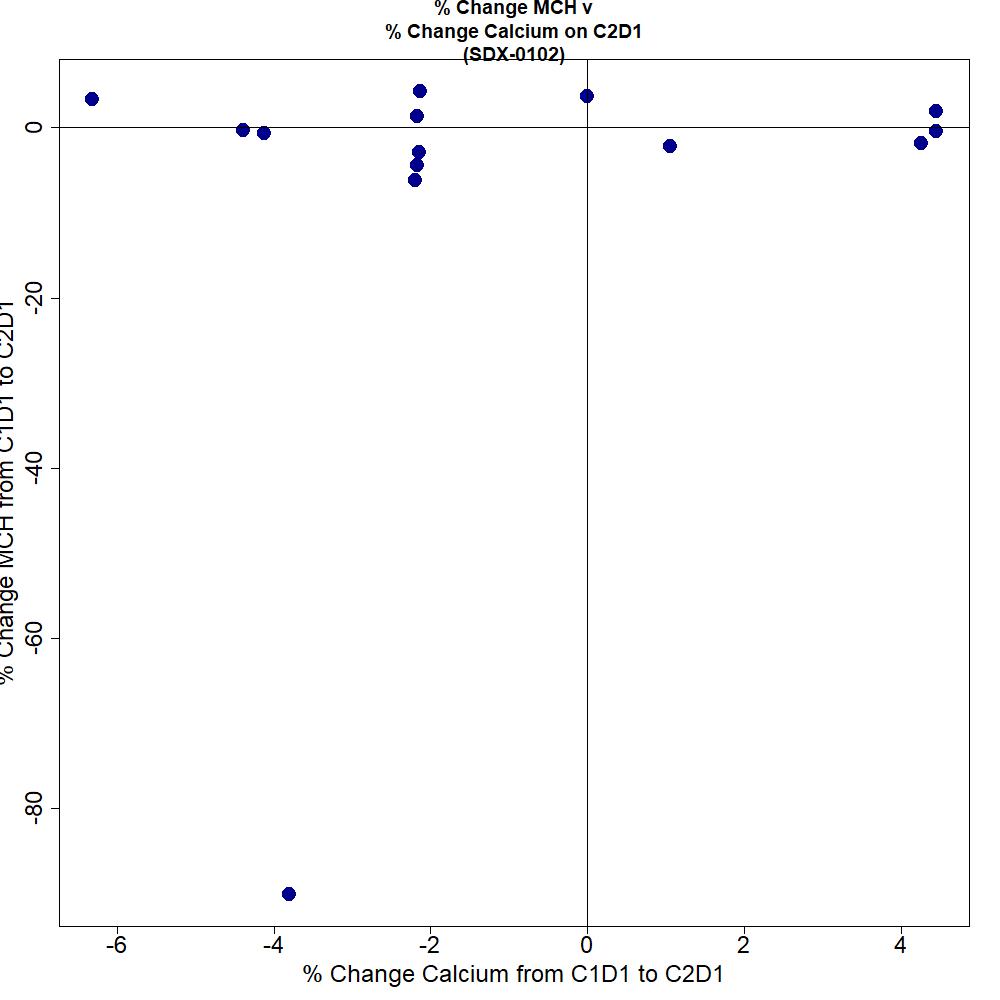 % Change MCH v
% Change Calcium on C2D1
(SDX-0102)
% Change MCH from C1D1 to C2D1
0
-20
-40
-60
-80
-6
-4
-2
0
2
4
% Change Calcium from C1D1 to C2D1